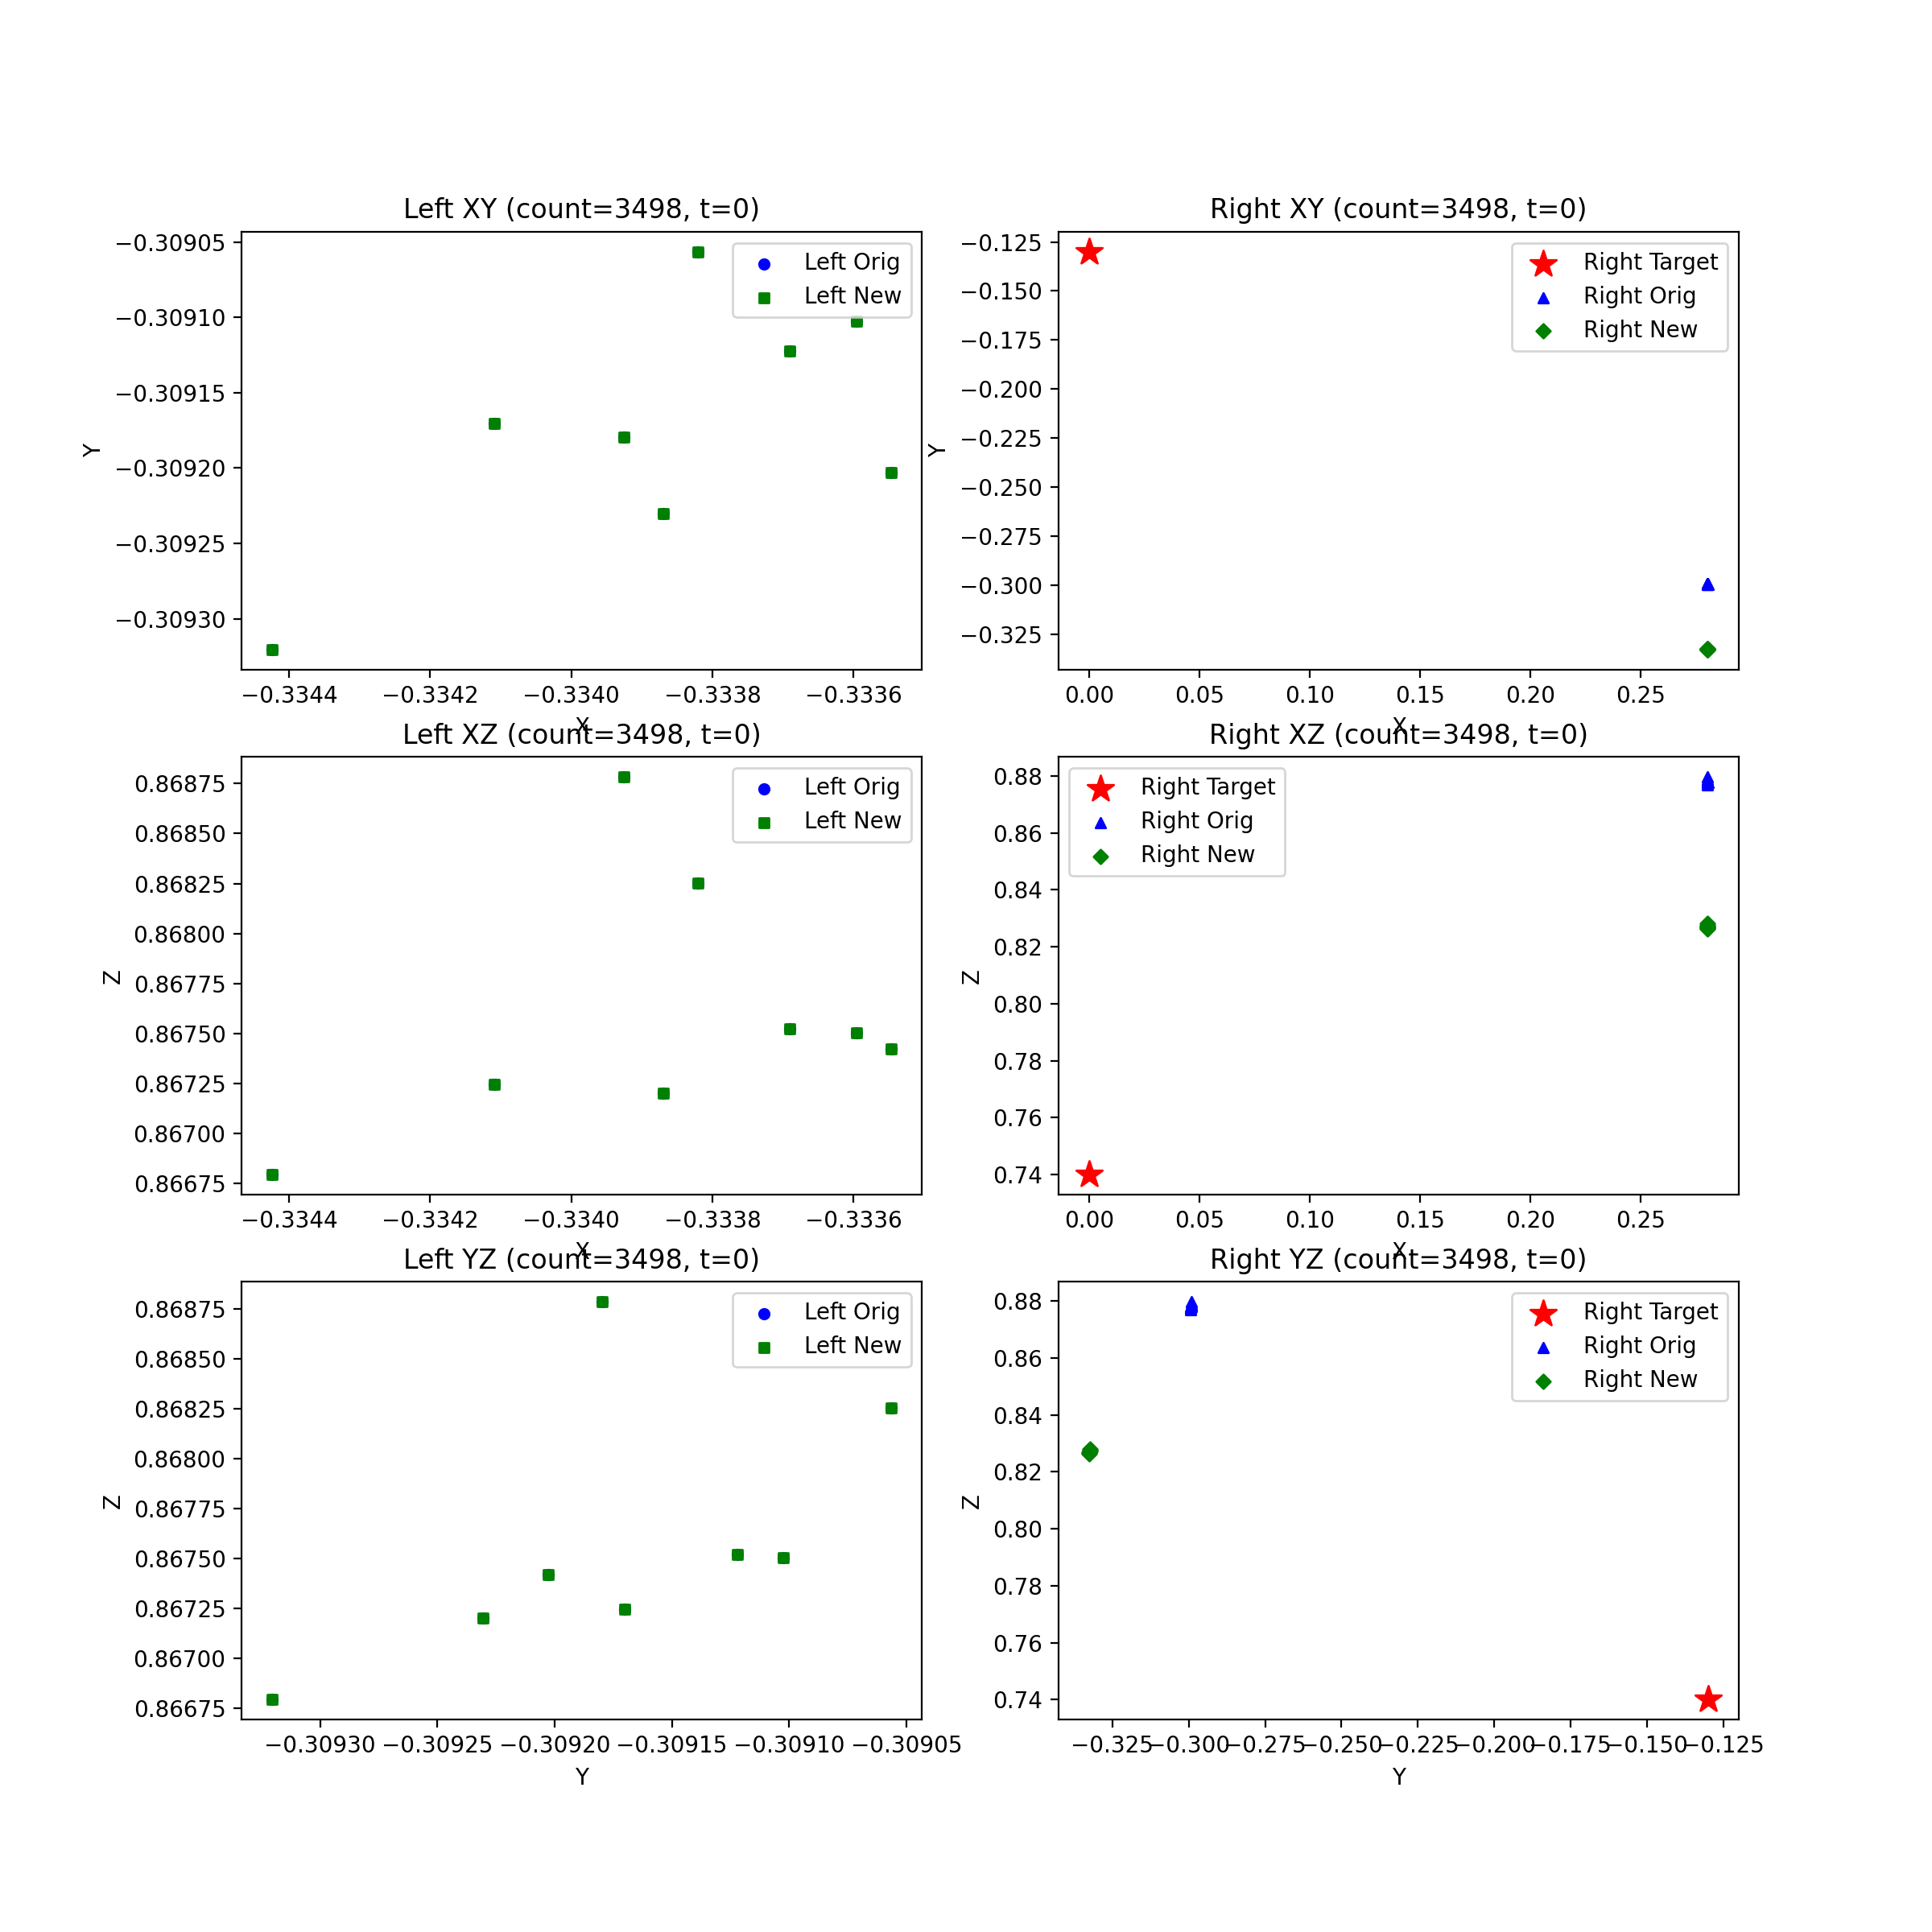 Left XY (count=3498, t=0)
−0.30905
−0.30910
−0.30915
−0.30920
−0.30925
−0.30930
Y
Left Orig
Left New
−0.3344 −0.3342 −0.3340 −0.3338 −0.3336
X
Right XY (count=3498, t=0)
−0.125
−0.150
−0.175
−0.200
−0.225
−0.250
−0.275
−0.300
−0.325
Y
Right Target
Right Orig
Right New
0.00 0.05 0.10 0.15 0.20 0.25
X
Left XZ (count=3498, t=0)
0.86875
0.86850
0.86825
0.86800
0.86775
0.86750
0.86725
0.86700
0.86675
Z
Left Orig
Left New
−0.3344 −0.3342 −0.3340 −0.3338 −0.3336
X
Right XZ (count=3498, t=0)
0.88
0.86
0.84
0.82
0.80
0.78
0.76
0.74
Z
Right Target
Right Orig
Right New
0.00 0.05 0.10 0.15 0.20 0.25
X
Left YZ (count=3498, t=0)
0.86875
0.86850
0.86825
0.86800
0.86775
0.86750
0.86725
0.86700
0.86675
Z
Left Orig
Left New
−0.30930 −0.30925 −0.30920 −0.30915 −0.30910 −0.30905
Y
Right YZ (count=3498, t=0)
0.88
0.86
0.84
0.82
0.80
0.78
0.76
0.74
Z
Right Target
Right Orig
Right New
−0.325 −0.300 −0.275 −0.250 −0.225 −0.200 −0.175 −0.150 −0.125
Y